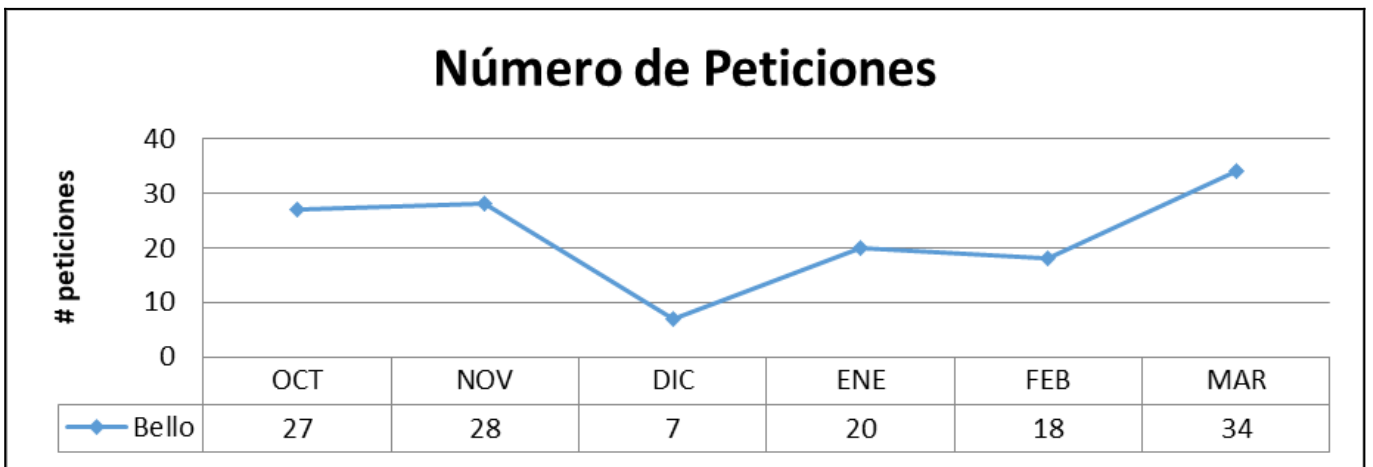 Número de Peticiones
# peticiones
40
30
20
10
0
OCT NOV DIC ENE FEB MAR
Bello 27 28 7 20 18 34